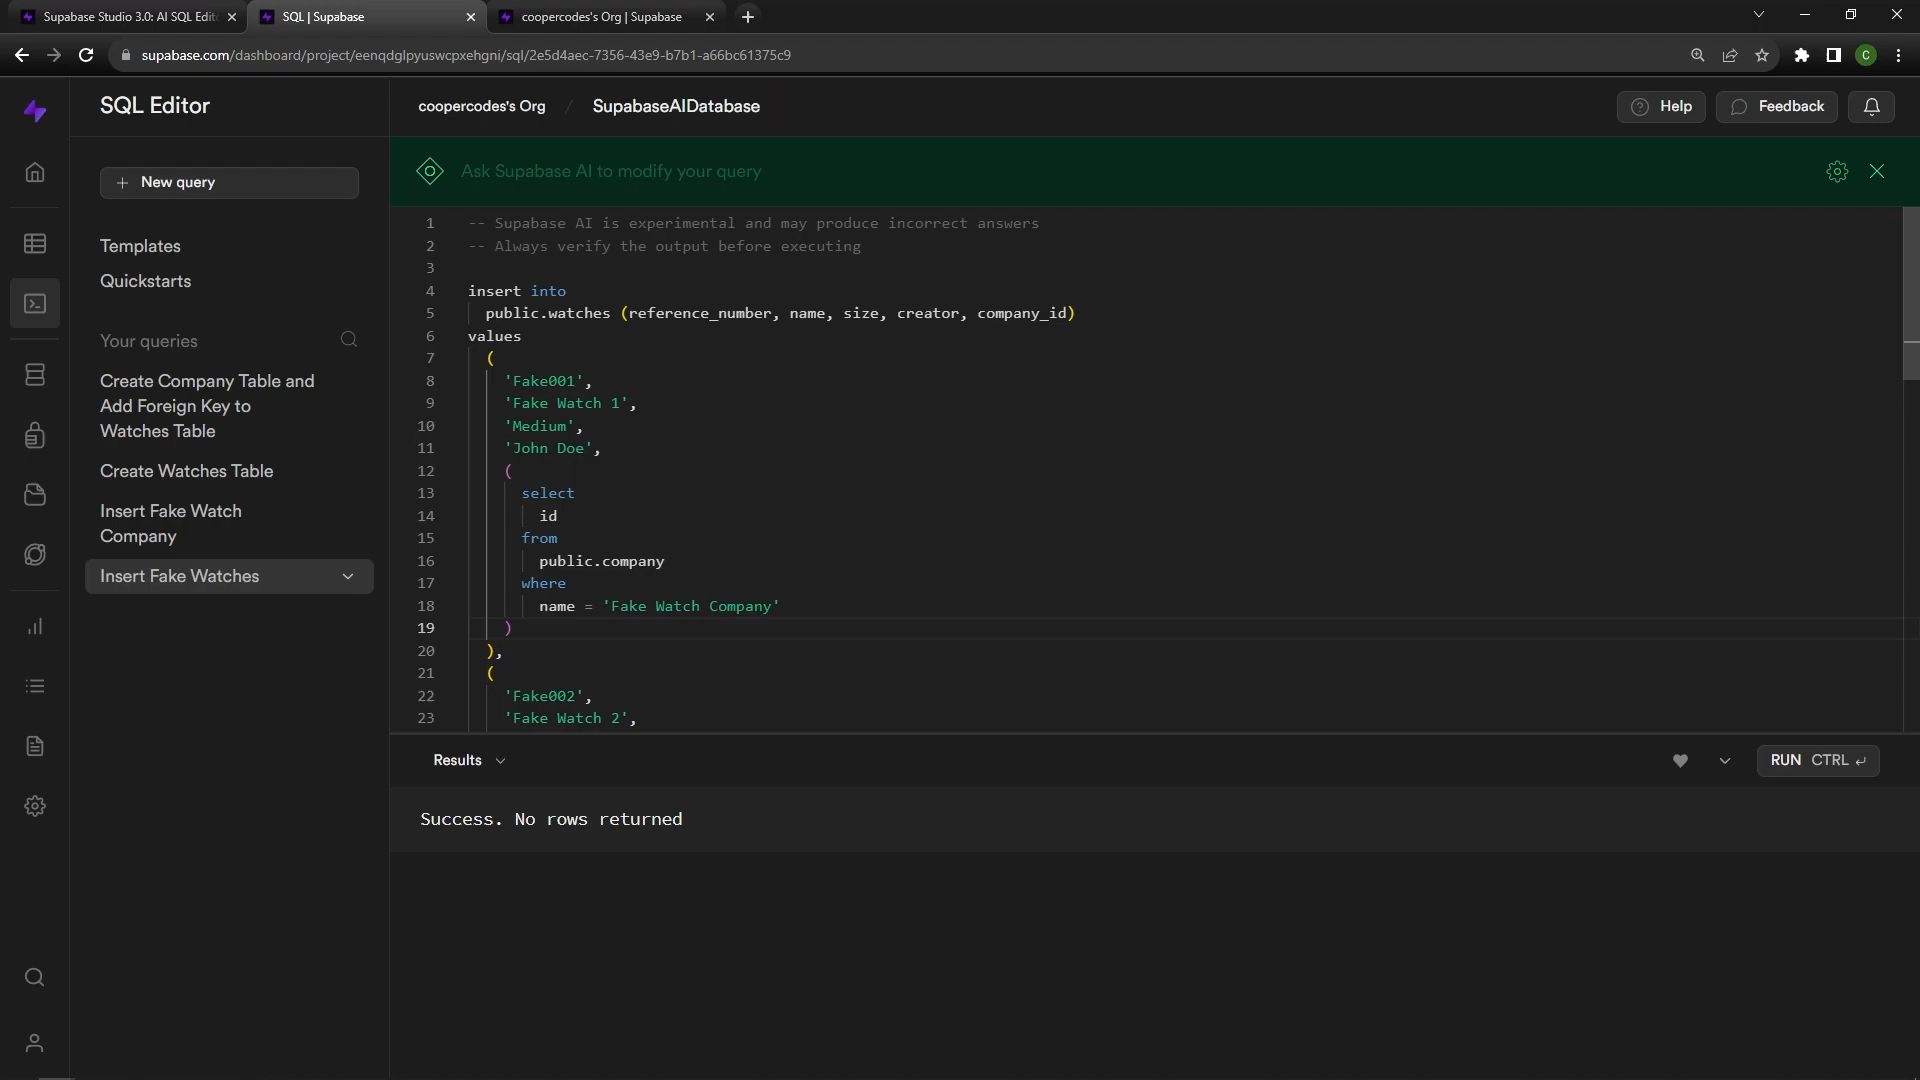 Supabase Studio 3.0: AI SQL Edit
SQL | Supabase
coopercodes's Org | Supabase
supabase.com/dashboard/project/eenqdglpyuswcpxehgni/sql/2e5d4aec-7356-43e9-b7b1-a66bc61375c9
C
SQL Editor
coopercodes's Org / SupabaseAIDatabase
Help
Feedback
New query
Templates
Quickstarts
Your queries
Create Company Table and
Add Foreign Key to
Watches Table
Create Watches Table
Insert Fake Watch
Company
Insert Fake Watches
Ask Supabase AI to modify your query
1 -- Supabase AI is experimental and may produce incorrect answers
2 -- Always verify the output before executing
3
4 insert into
5 public.watches (reference_number, name, size, creator, company_id)
6 values
7 (
8 'Fake001',
9 'Fake Watch 1',
10 'Medium',
11 'John Doe',
12 (
13 select
14 id
15 from
16 public.company
17 where
18 name = 'Fake Watch Company'
19 )
20 ),
21 (
22 'Fake002',
23 'Fake Watch 2',
Results
RUN CTRL ↵
Success. No rows returned